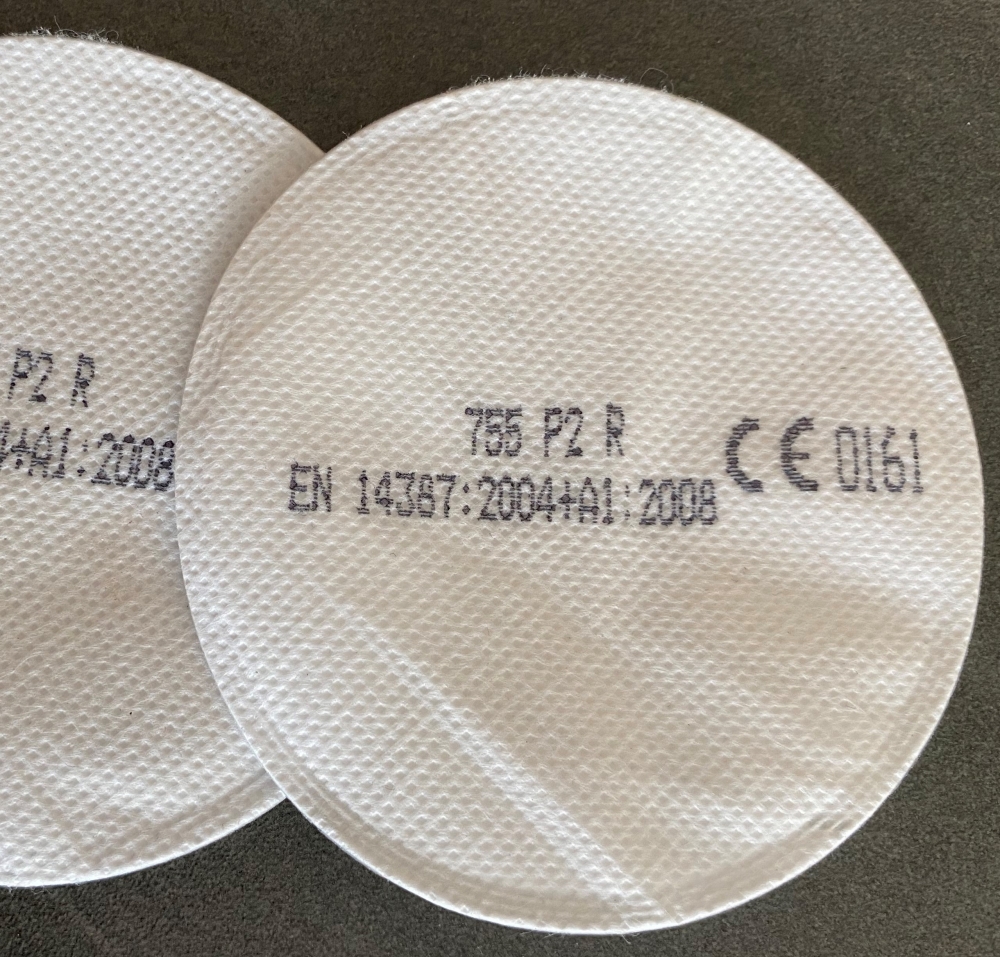 P2 R
+A1:2008
755 P2 R
EN 14387:2004+A1:2008
CE 0161